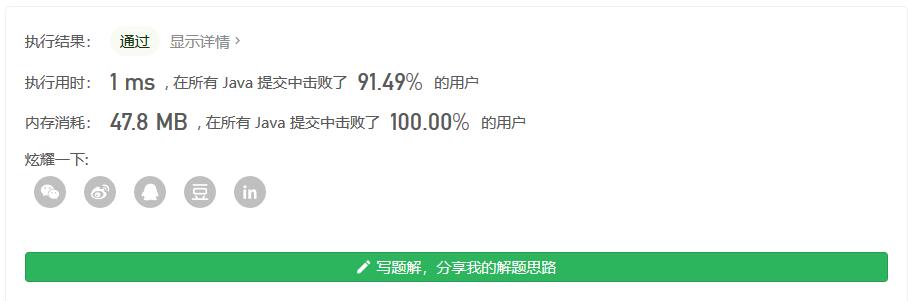 执行结果： 通过 显示详情 ›
执行用时： 1 ms , 在所有 Java 提交中击败了 91.49% 的用户
内存消耗： 47.8 MB , 在所有 Java 提交中击败了 100.00% 的用户
炫耀一下:
豆 in
写题解，分享我的解题思路